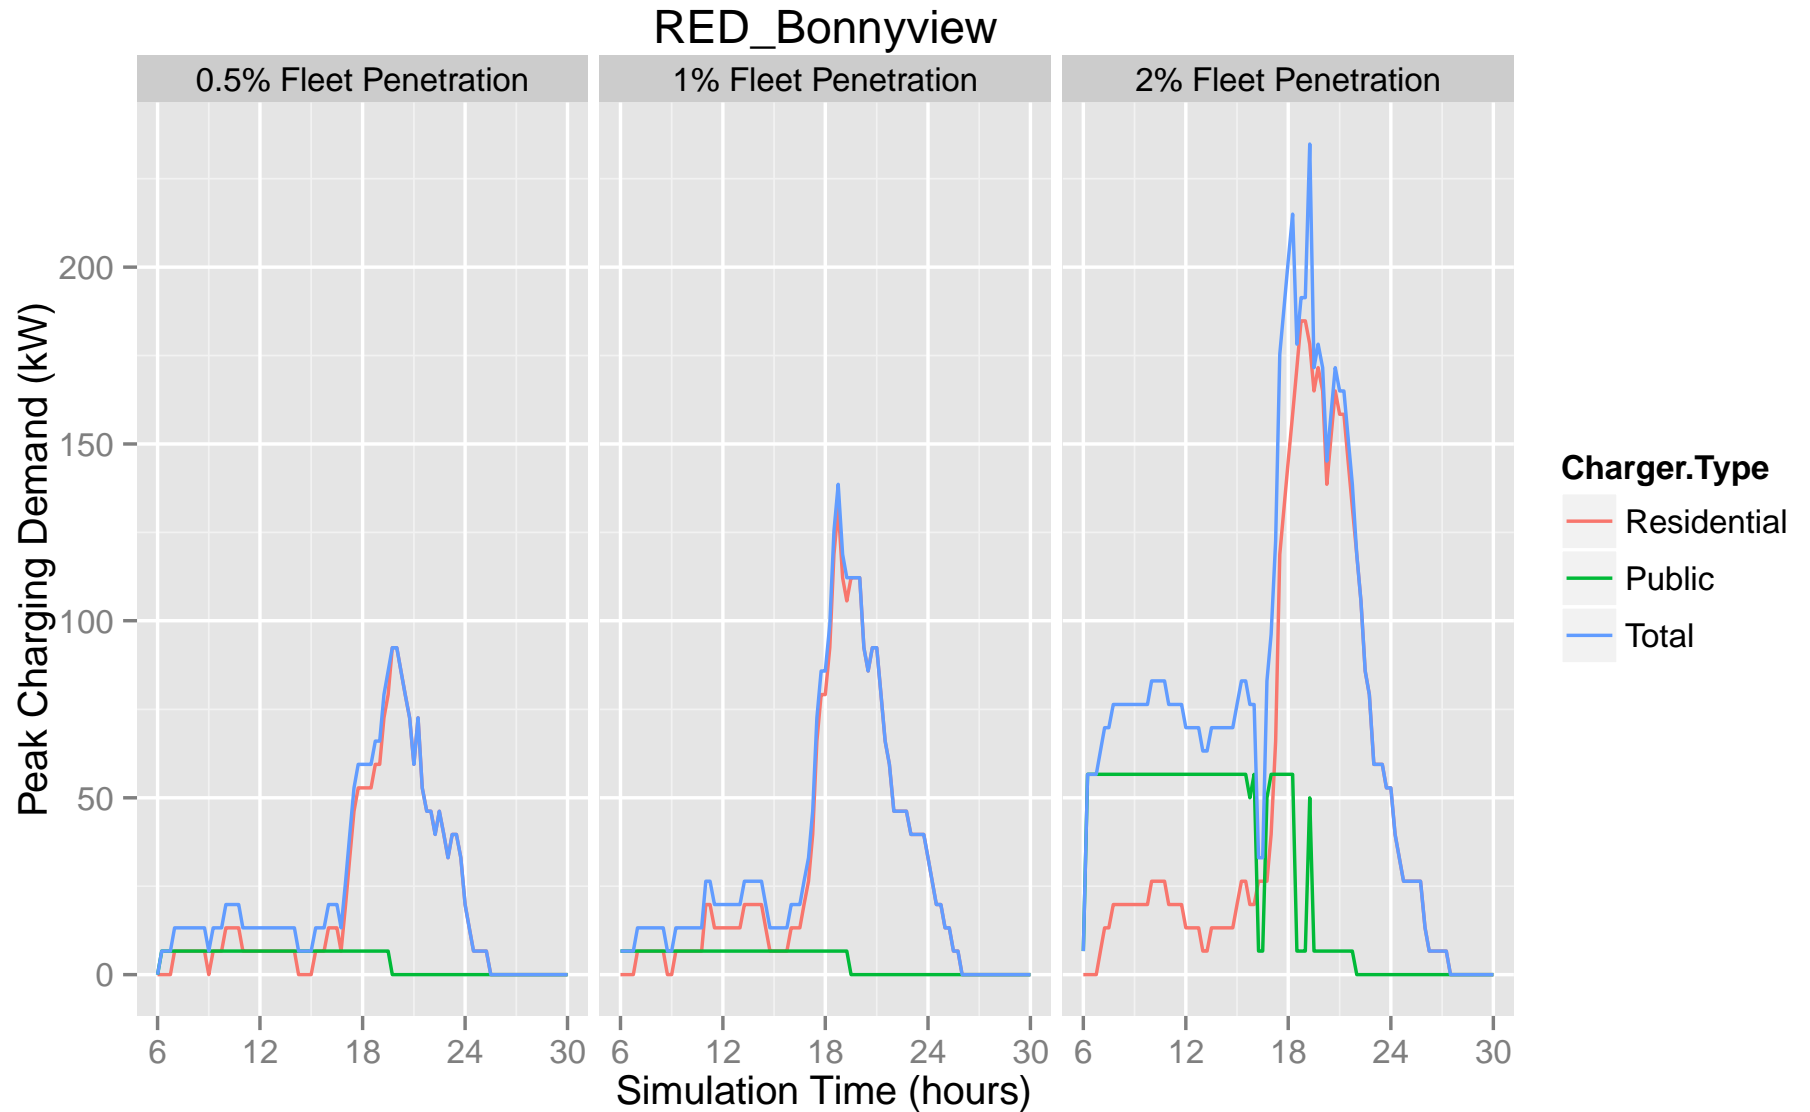 RED_Bonnyview
0.5% Fleet Penetration
1% Fleet Penetration
2% Fleet Penetration
Peak Charging Demand (kW)
200
150
100
50
0
6 12 18 24 30
6 12 18 24 30
6 12 18 24 30
Simulation Time (hours)
Charger.Type
Residential
Public
Total